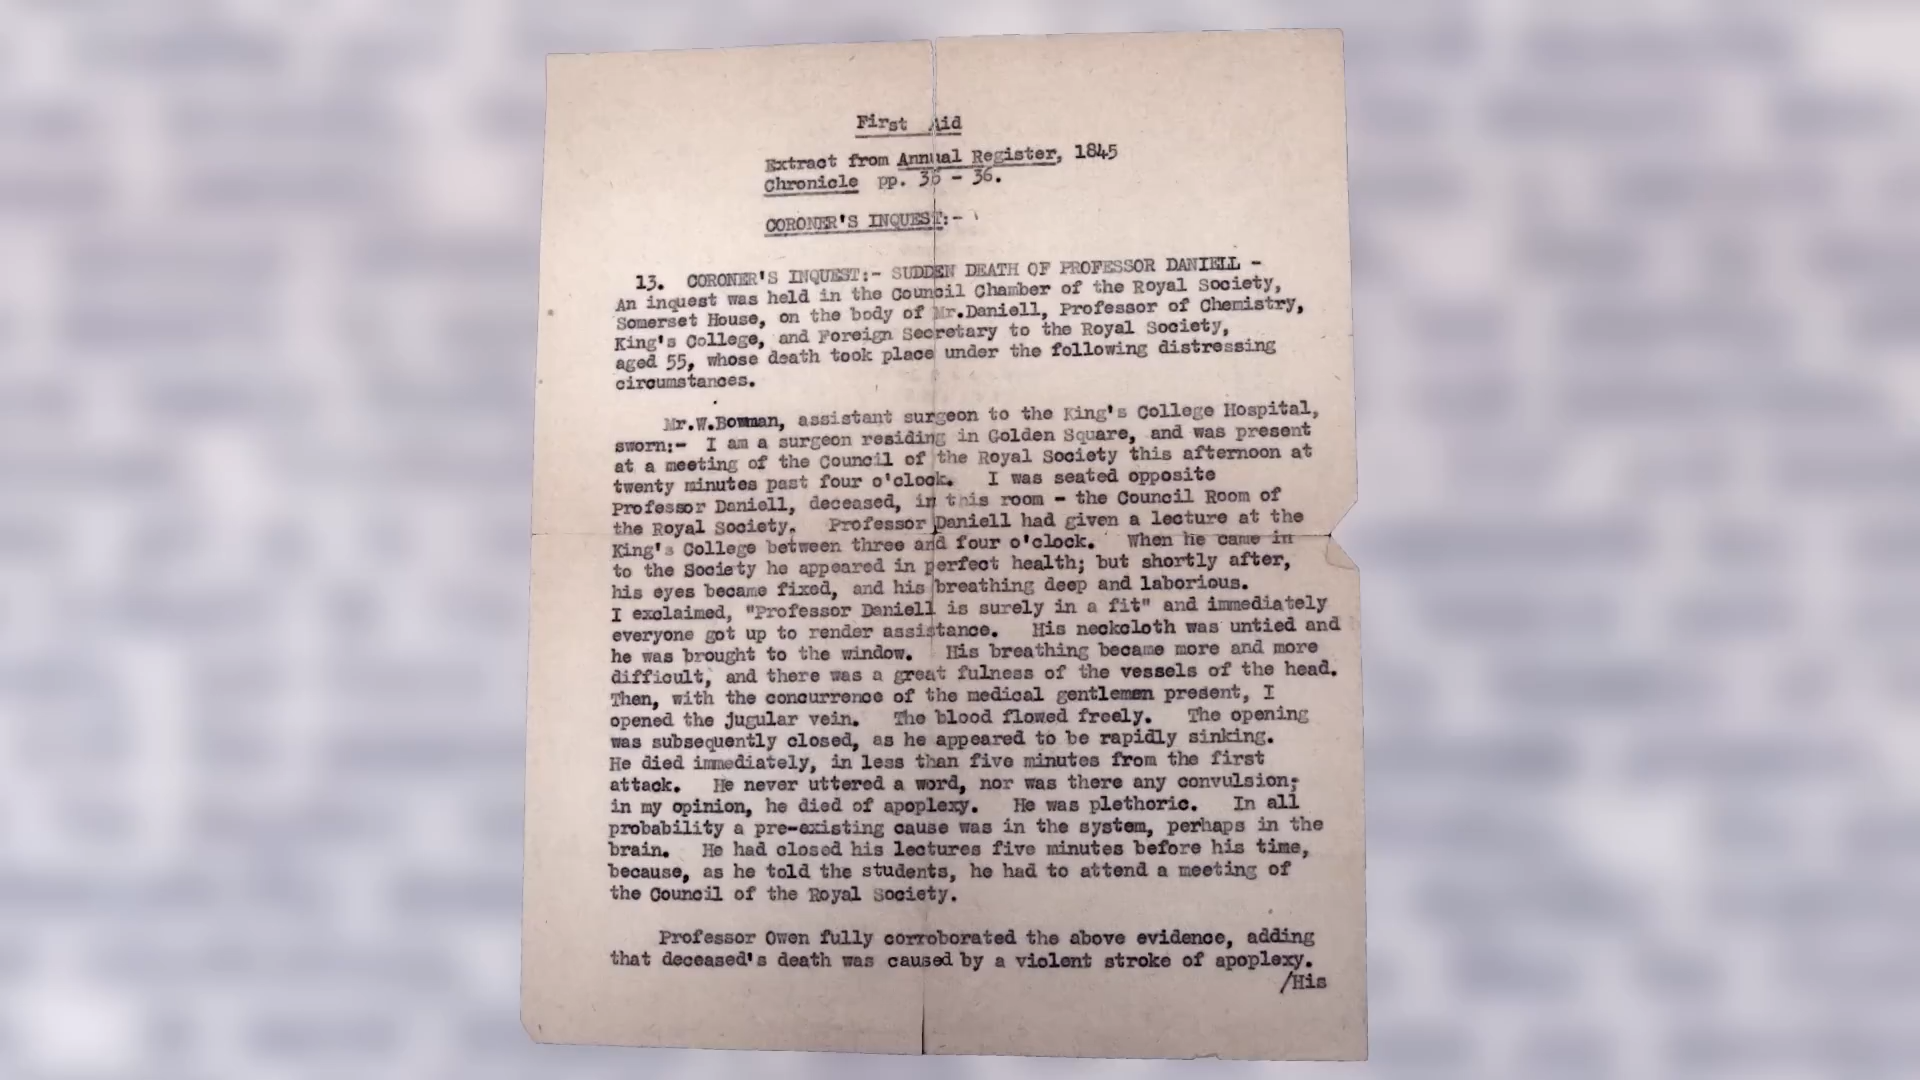 First Aid
Extract from Annual Register, 1845
Chronicle pp. 36 - 36.
CORONER'S INQUEST:-
13. CORONER'S INQUEST:- SUDDEN DEATH OF PROFESSOR DANIELL -
An inquest was held in the Council Chamber of the Royal Society,
Somerset House, on the body of Mr.Daniell, Professor of Chemistry,
King's College, and Foreign Secretary to the Royal Society,
aged 55, whose death took place under the following distressing
circumstances.
Mr.W.Bowman, assistant surgeon to the King's College Hospital,
sworn:- I am a surgeon residing in Golden Square, and was present
at a meeting of the Council of the Royal Society this afternoon at
twenty minutes past four o'clock. I was seated opposite
Professor Daniell, deceased, in this room - the Council Room of
the Royal Society. Professor Daniell had given a lecture at the
King's College between three and four o'clock. When he came in
to the Society he appeared in perfect health; but shortly after,
his eyes became fixed, and his breathing deep and laborious.
I exclaimed, "Professor Daniell is surely in a fit" and immediately
everyone got up to render assistance. His neckcloth was untied and
he was brought to the window. His breathing became more and more
difficult, and there was a great fulness of the vessels of the head.
Then, with the concurrence of the medical gentlemen present, I
opened the jugular vein. The blood flowed freely. The opening
was subsequently closed, as he appeared to be rapidly sinking.
He died immediately, in less than five minutes from the first
attack. He never uttered a word, nor was there any convulsion;
in my opinion, he died of apoplexy. He was plethoric. In all
probability a pre-existing cause was in the system, perhaps in the
brain. He had closed his lectures five minutes before his time,
because, as he told the students, he had to attend a meeting of
the Council of the Royal Society.
Professor Owen fully corroborated the above evidence, adding
that deceased's death was caused by a violent stroke of apoplexy.
/His